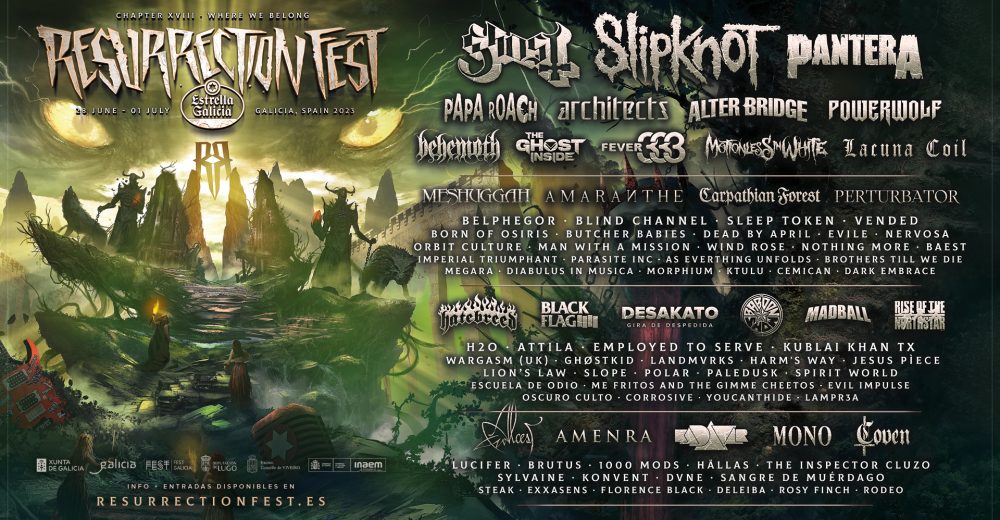 CHAPTER XVIII · WHERE WE BELONG
RESURRECTION FEST
Estrella Galicia
28 JUNE - 01 JULY
GALICIA, SPAIN 2023
RR
GHOST SLIPKNOT PANTERA
PAPA ROACH architects ALTER BRIDGE POWERWOLF
behemoth THE GHOST INSIDE FEVER 333 MOTIONLESS IN WHITE Lacuna Coil
MESHUGGAH AMARANTHE Carpathian Forest PERTURBATOR
BELPHEGOR · BLIND CHANNEL · SLEEP TOKEN · VENDED
BORN OF OSIRIS · BUTCHER BABIES · DEAD BY APRIL · EVILE · NERVOSA
ORBIT CULTURE · MAN WITH A MISSION · WIND ROSE · NOTHING MORE · BAEST
IMPERIAL TRIUMPHANT · PARASITE INC · AS EVERTHING UNFOLDS · BROTHERS TILL WE DIE
MEGARA · DIABULUS IN MUSICA · MORPHIUM · KTULU · CEMICAN · DARK EMBRACE
Hatebreed BLACK FLAG DESAKATO DRAGOON MADBALL RISE OF THE NORTHSTAR
GIRA DE DESPEDIDA
H2O · ATTILA · EMPLOYED TO SERVE · KUBLAI KHAN TX
WARGASM (UK) · GHØSTKID · LANDMVRKS · HARM'S WAY · JESUS PIECE
LION'S LAW · SLOPE · POLAR · PALEDUSK · SPIRIT WORLD
ESCUELA DE ODIO · ME FRITOS AND THE GIMME CHEETOS · EVIL IMPULSE
OSCURO CULTO · CORROSIVE · YOUCANTHIDE · LAMPR3A
Alcest AMENRA KADAVAR MONO Coven
LUCIFER · BRUTUS · 1000 MODS · HÄLLAS · THE INSPECTOR CLUZO
SYLVAINE · KONVENT · DVNE · SANGRE DE MUÉRDAGO
STEAK · EXXASENS · FLORENCE BLACK · DELEIBA · ROSY FINCH · RODEO
XUNTA DE GALICIA galicia FEST GALICIA inaem
INFO + ENTRADAS DISPONIBLES EN
RESURRECTIONFEST.ES